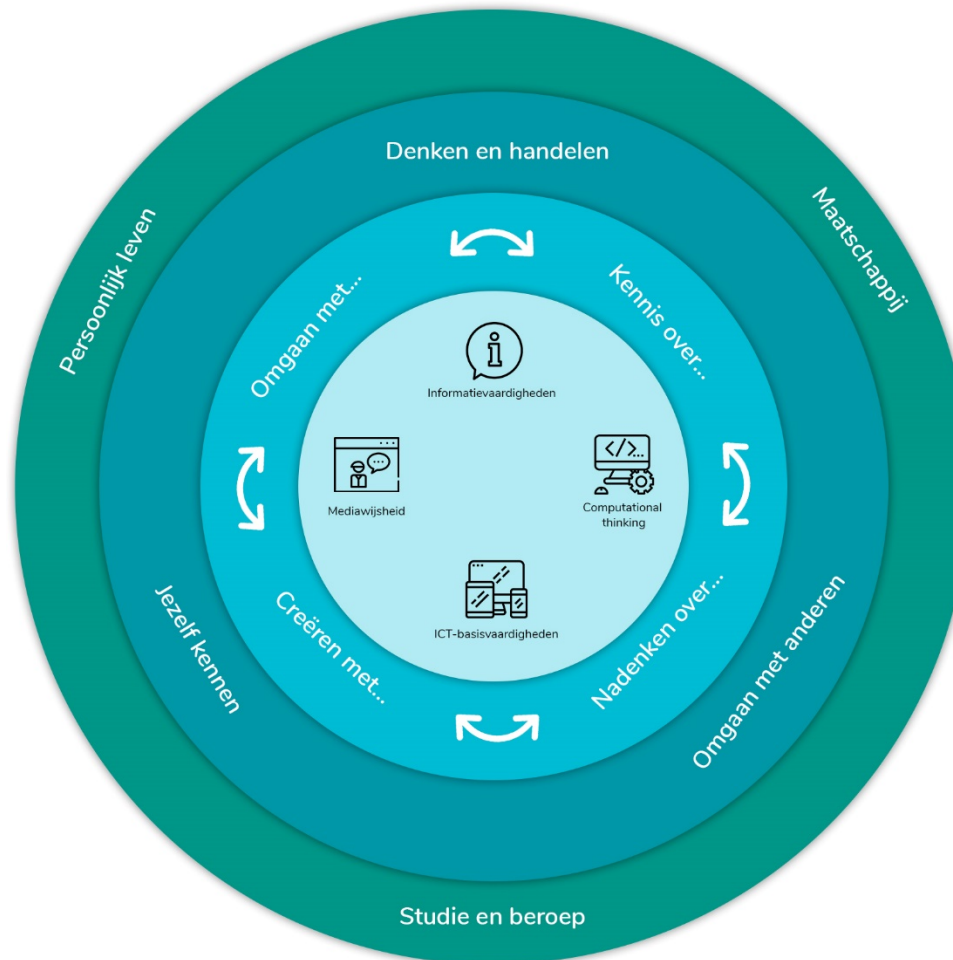 Denken en handelen
Persoonlijk leven
Maatschappij
Omgaan met...
Kennis over...
Informatievaardigheden
</>...
Mediawijsheid
Computational
thinking
ICT-basisvaardigheden
Creëren met...
Nadenken over...
Jezelf kennen
Omgaan met anderen
Studie en beroep